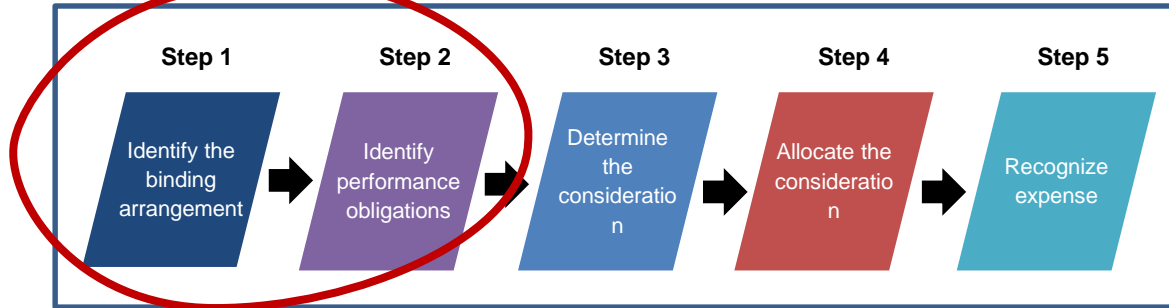 Step 1
Step 2
Step 3
Step 4
Step 5
Identify the
binding
arrangement
Identify
performance
obligations
Determine
the
consideratio
n
Allocate the
consideratio
n
Recognize
expense